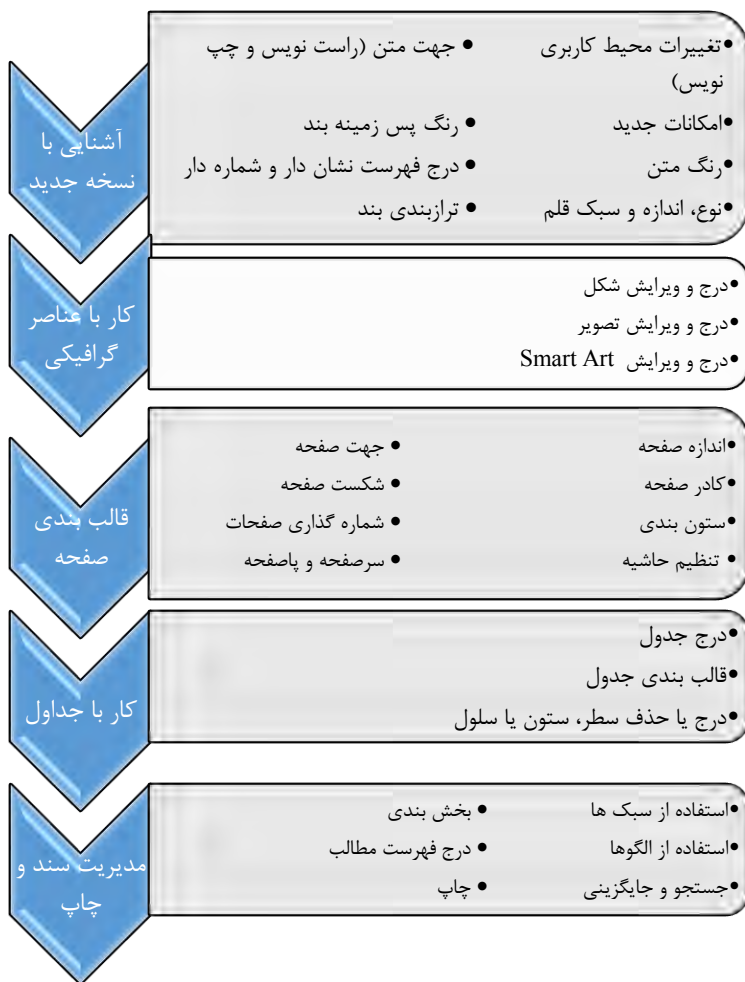 آشنایی با
نسخه جدید
•تغییرات محیط کاربری • جهت متن (راست نویس و چپ
نویس)
•امکانات جدید • رنگ پس زمینه بند
•رنگ متن • درج فهرست نشان دار و شماره دار
•نوع، اندازه و سبک قلم • ترازبندی بند
کار با عناصر
گرافیکی
•درج و ویرایش شکل
•درج و ویرایش تصویر
•درج و ویرایش Smart Art
قالب بندی
صفحه
•اندازه صفحه • جهت صفحه
•کادر صفحه • شکست صفحه
•ستون بندی • شماره گذاری صفحات
• تنظیم حاشیه • سرصفحه و پاصفحه
کار با جداول
•درج جدول
•قالب بندی جدول
•درج یا حذف سطر، ستون یا سلول
مدیریت سند و
چاپ
•استفاده از سبک ها • بخش بندی
•استفاده از الگوها • درج فهرست مطالب
•جستجو و جایگزینی • چاپ